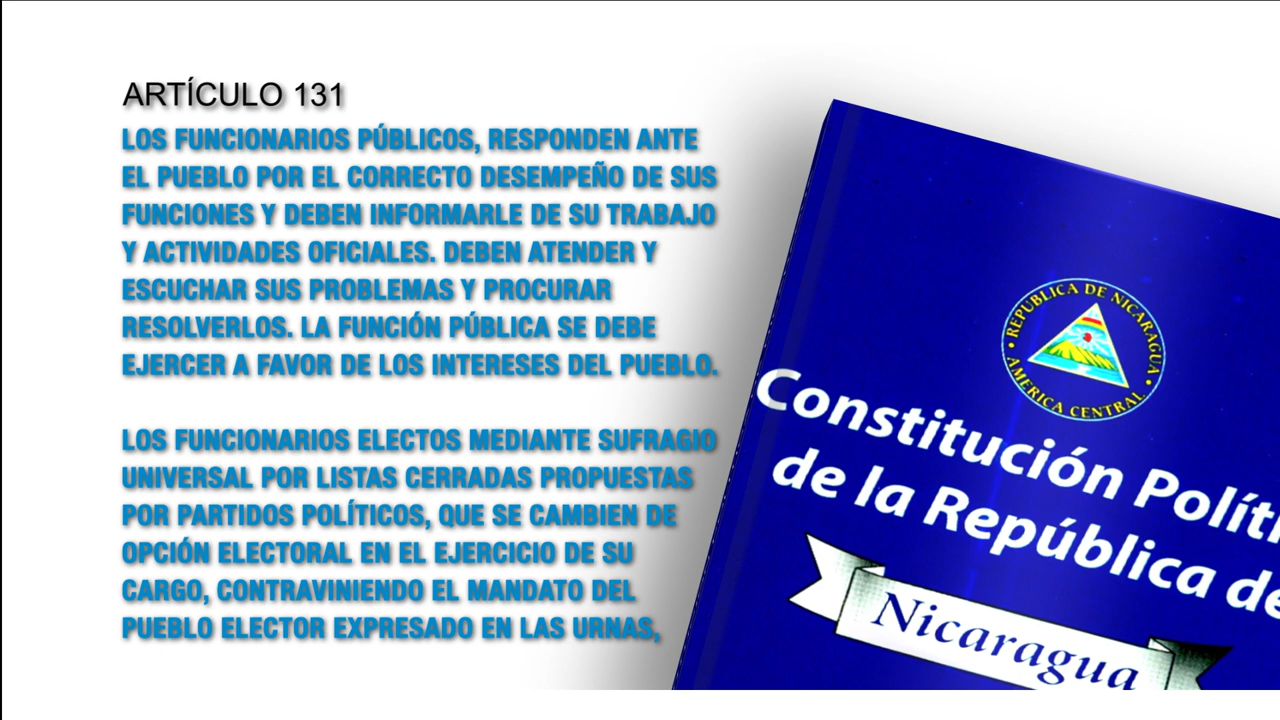 ARTÍCULO 131
LOS FUNCIONARIOS PÚBLICOS, RESPONDEN ANTE
EL PUEBLO POR EL CORRECTO DESEMPEÑO DE SUS
FUNCIONES Y DEBEN INFORMARLE DE SU TRABAJO
Y ACTIVIDADES OFICIALES. DEBEN ATENDER Y
ESCUCHAR SUS PROBLEMAS Y PROCURAR
RESOLVERLOS. LA FUNCIÓN PÚBLICA SE DEBE
EJERCER A FAVOR DE LOS INTERESES DEL PUEBLO.
LOS FUNCIONARIOS ELECTOS MEDIANTE SUFRAGIO
UNIVERSAL POR LISTAS CERRADAS PROPUESTAS
POR PARTIDOS POLÍTICOS, QUE SE CAMBIEN DE
OPCIÓN ELECTORAL EN EL EJERCICIO DE SU
CARGO, CONTRAVINIENDO EL MANDATO DEL
PUEBLO ELECTOR EXPRESADO EN LAS URNAS,
REPUBLICA DE NICARAGUA
AMERICA CENTRAL
Constitución Políti
de la República de
Nicaragua